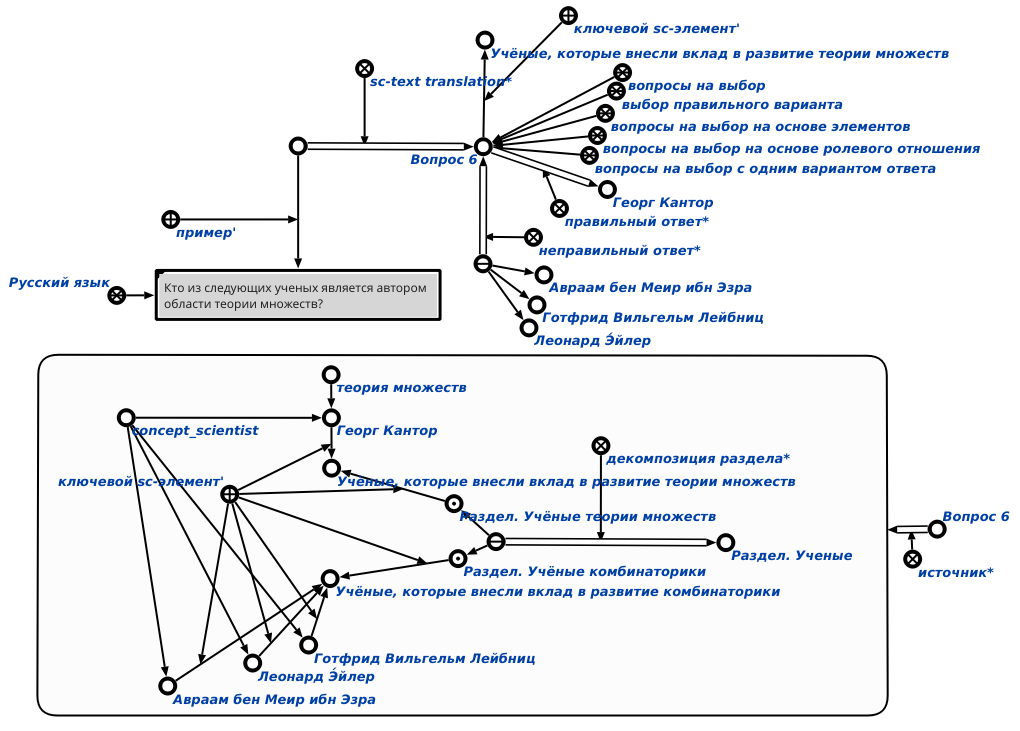 ключевой sc-элемент'
Учёные, которые внесли вклад в развитие теории множеств
sc-text translation*
вопросы на выбор
выбор правильного варианта
вопросы на выбор на основе элементов
вопросы на выбор на основе ролевого отношения
Вопрос 6
вопросы на выбор с одним вариантом ответа
Георг Кантор
правильный ответ*
пример'
неправильный ответ*
Русский язык
Кто из следующих ученых является автором
области теории множеств?
Авраам бен Меир ибн Эзра
Готфрид Вильгельм Лейбниц
Леонард Э́йлер
теория множеств
concept_scientist
Георг Кантор
декомпозиция раздела*
ключевой sc-элемент'
Учёные, которые внесли вклад в развитие теории множеств
Раздел. Учёные теории множеств
Вопрос 6
Раздел. Ученые
Раздел. Учёные комбинаторики
источник*
Учёные, которые внесли вклад в развитие комбинаторики
Готфрид Вильгельм Лейбниц
Леонард Э́йлер
Авраам бен Меир ибн Эзра